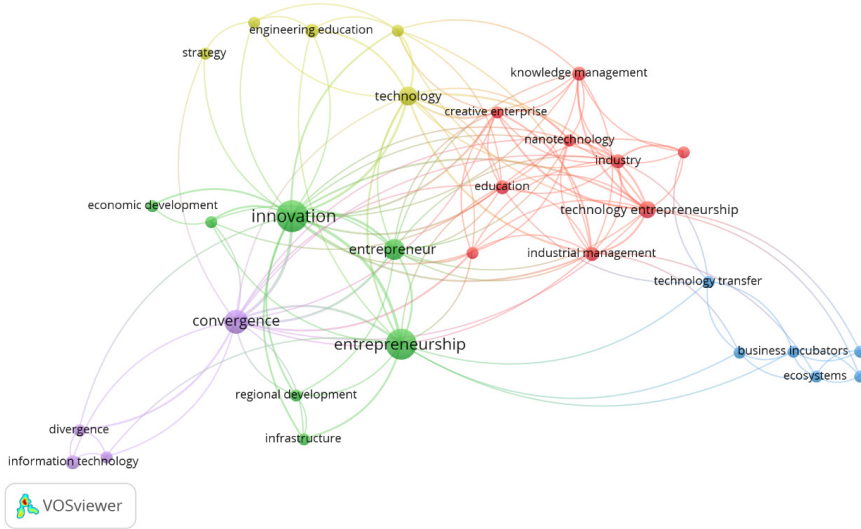 engineering education
strategy
knowledge management
technology
creative enterprise
nanotechnology
industry
education
economic development
innovation
technology entrepreneurship
entrepreneur
industrial management
technology transfer
convergence
entrepreneurship
business incubators
ecosystems
regional development
divergence
infrastructure
information technology
VOSviewer